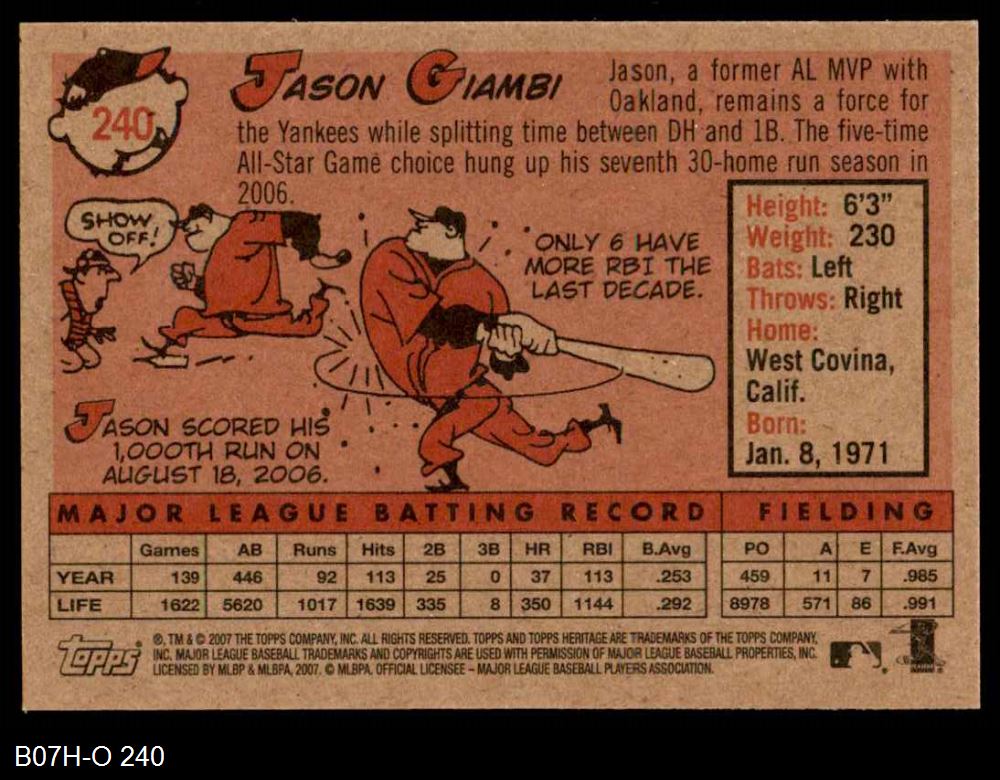 240
JASON GIAMBI
Jason, a former AL MVP with
Oakland, remains a force for
the Yankees while splitting time between DH and 1B. The five-time
All-Star Game choice hung up his seventh 30-home run season in
2006.
SHOW
OFF!
ONLY 6 HAVE
MORE RBI THE
LAST DECADE.
JASON SCORED HIS
1,000TH RUN ON
AUGUST 18, 2006.
Height: 6'3"
Weight: 230
Bats: Left
Throws: Right
Home:
West Covina,
Calif.
Born:
Jan. 8, 1971
MAJOR LEAGUE BATTING RECORD FIELDING
Games AB Runs Hits 2B 3B HR RBI B.Avg PO A E F.Avg
YEAR 139 446 92 113 25 0 37 113 .253 459 11 7 .985
LIFE 1622 5620 1017 1639 335 8 350 1144 .292 8978 571 86 .991
Topps
®, TM & © 2007 THE TOPPS COMPANY, INC. ALL RIGHTS RESERVED. TOPPS AND TOPPS HERITAGE ARE TRADEMARKS OF THE TOPPS COMPANY,
INC. MAJOR LEAGUE BASEBALL TRADEMARKS AND COPYRIGHTS ARE USED WITH PERMISSION OF MAJOR LEAGUE BASEBALL PROPERTIES, INC.
LICENSED BY MLBP & MLBPA, 2007. © MLBPA. OFFICIAL LICENSEE – MAJOR LEAGUE BASEBALL PLAYERS ASSOCIATION.
B07H-O 240